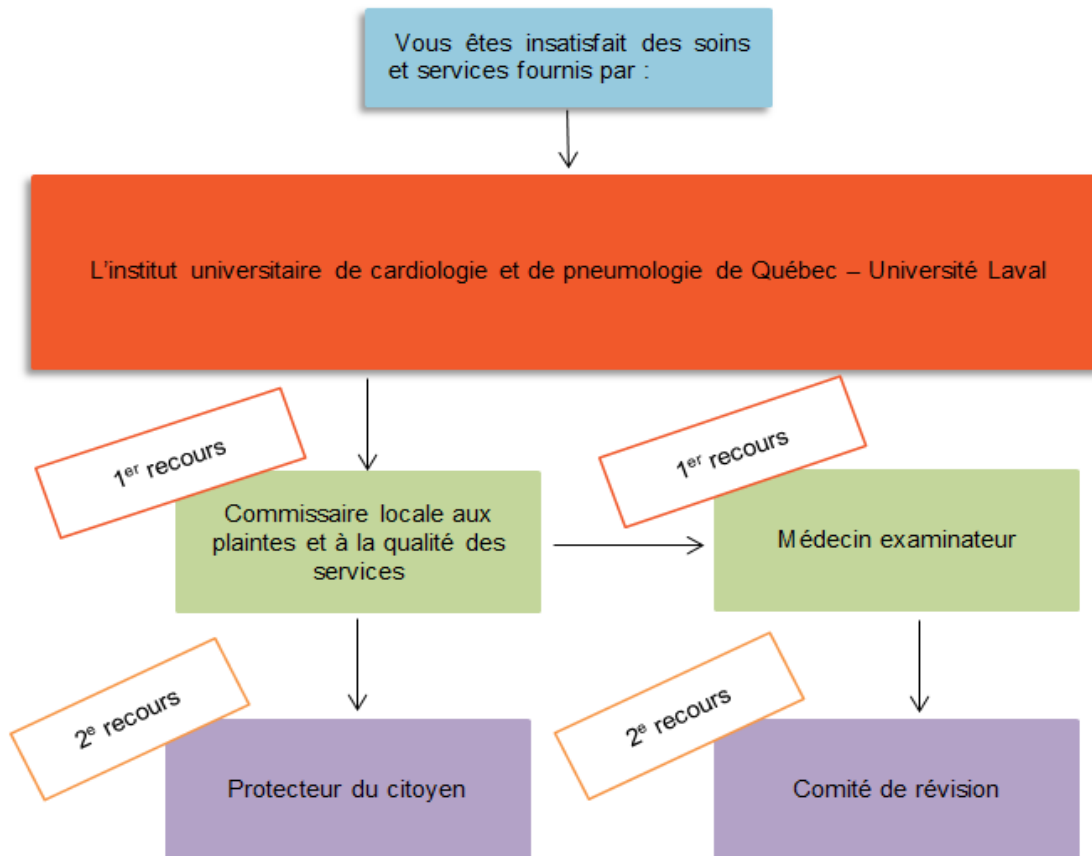 Vous êtes insatisfait des soins
et services fournis par :
L'institut universitaire de cardiologie et de pneumologie de Québec – Université Laval
1er recours
Commissaire locale aux
plaintes et à la qualité des
services
1er recours
Médecin examinateur
2e recours
Protecteur du citoyen
2e recours
Comité de révision